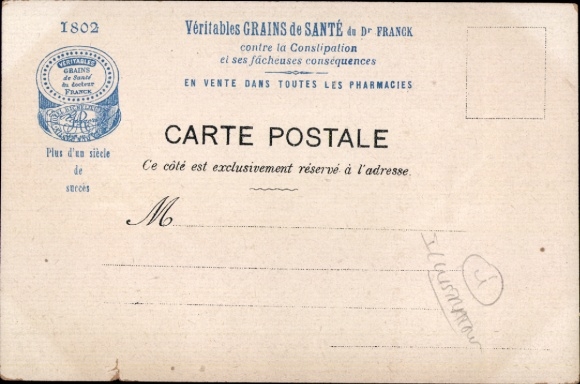 1802
Véritables GRAINS de SANTÉ du Dr FRANCK
contre la Constipation
et ses fâcheuses conséquences
EN VENTE DANS TOUTES LES PHARMACIES
VÉRITABLES
GRAINS
de Santé
du docteur
FRANCK
Plus d'un siècle
de
succès
CARTE POSTALE
Ce côté est exclusivement réservé à l'adresse.
M